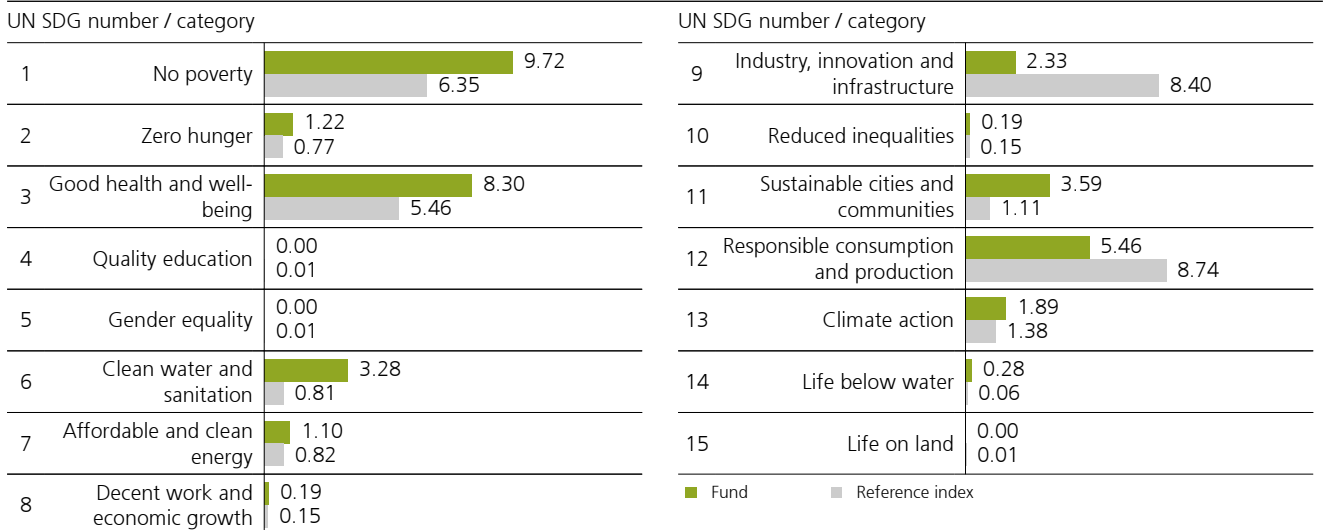 UN SDG number / category
1 No poverty 9.72
6.35
2 Zero hunger 1.22
0.77
3 Good health and well-
being 8.30
5.46
4 Quality education 0.00
0.01
5 Gender equality 0.00
0.01
6 Clean water and
sanitation 3.28
0.81
7 Affordable and clean
energy 1.10
0.82
8 Decent work and
economic growth 0.19
0.15
UN SDG number / category
9 Industry, innovation and
infrastructure 2.33
8.40
10 Reduced inequalities 0.19
0.15
11 Sustainable cities and
communities 3.59
1.11
12 Responsible consumption
and production 5.46
8.74
13 Climate action 1.89
1.38
14 Life below water 0.28
0.06
15 Life on land 0.00
0.01
Fund Reference index